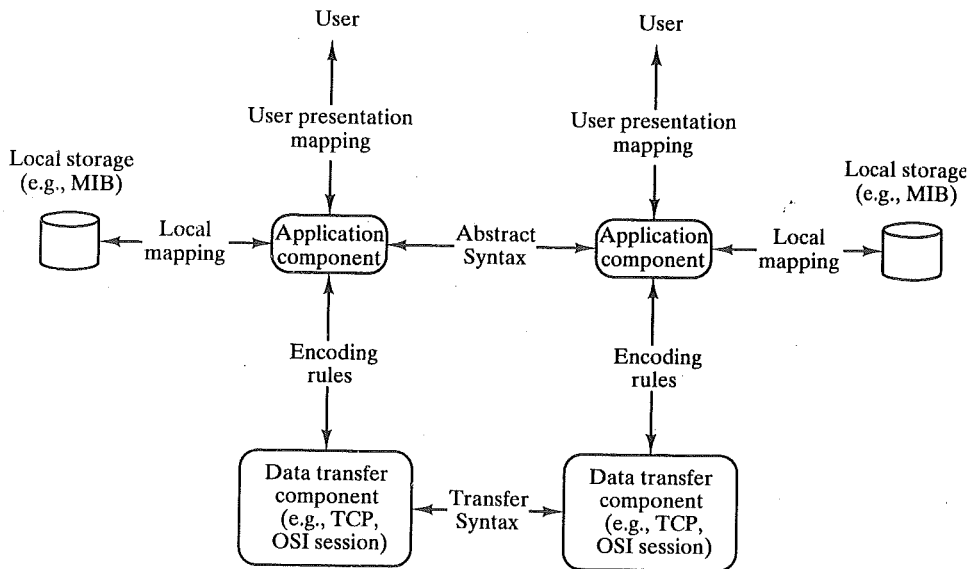 User
User
User presentation
mapping
User presentation
mapping
Local storage
(e.g., MIB)
Local storage
(e.g., MIB)
Local
mapping
Application
component
Abstract
Syntax
Application
component
Local
mapping
Encoding
rules
Encoding
rules
Data transfer
component
(e.g., TCP,
OSI session)
Transfer
Syntax
Data transfer
component
(e.g., TCP,
OSI session)